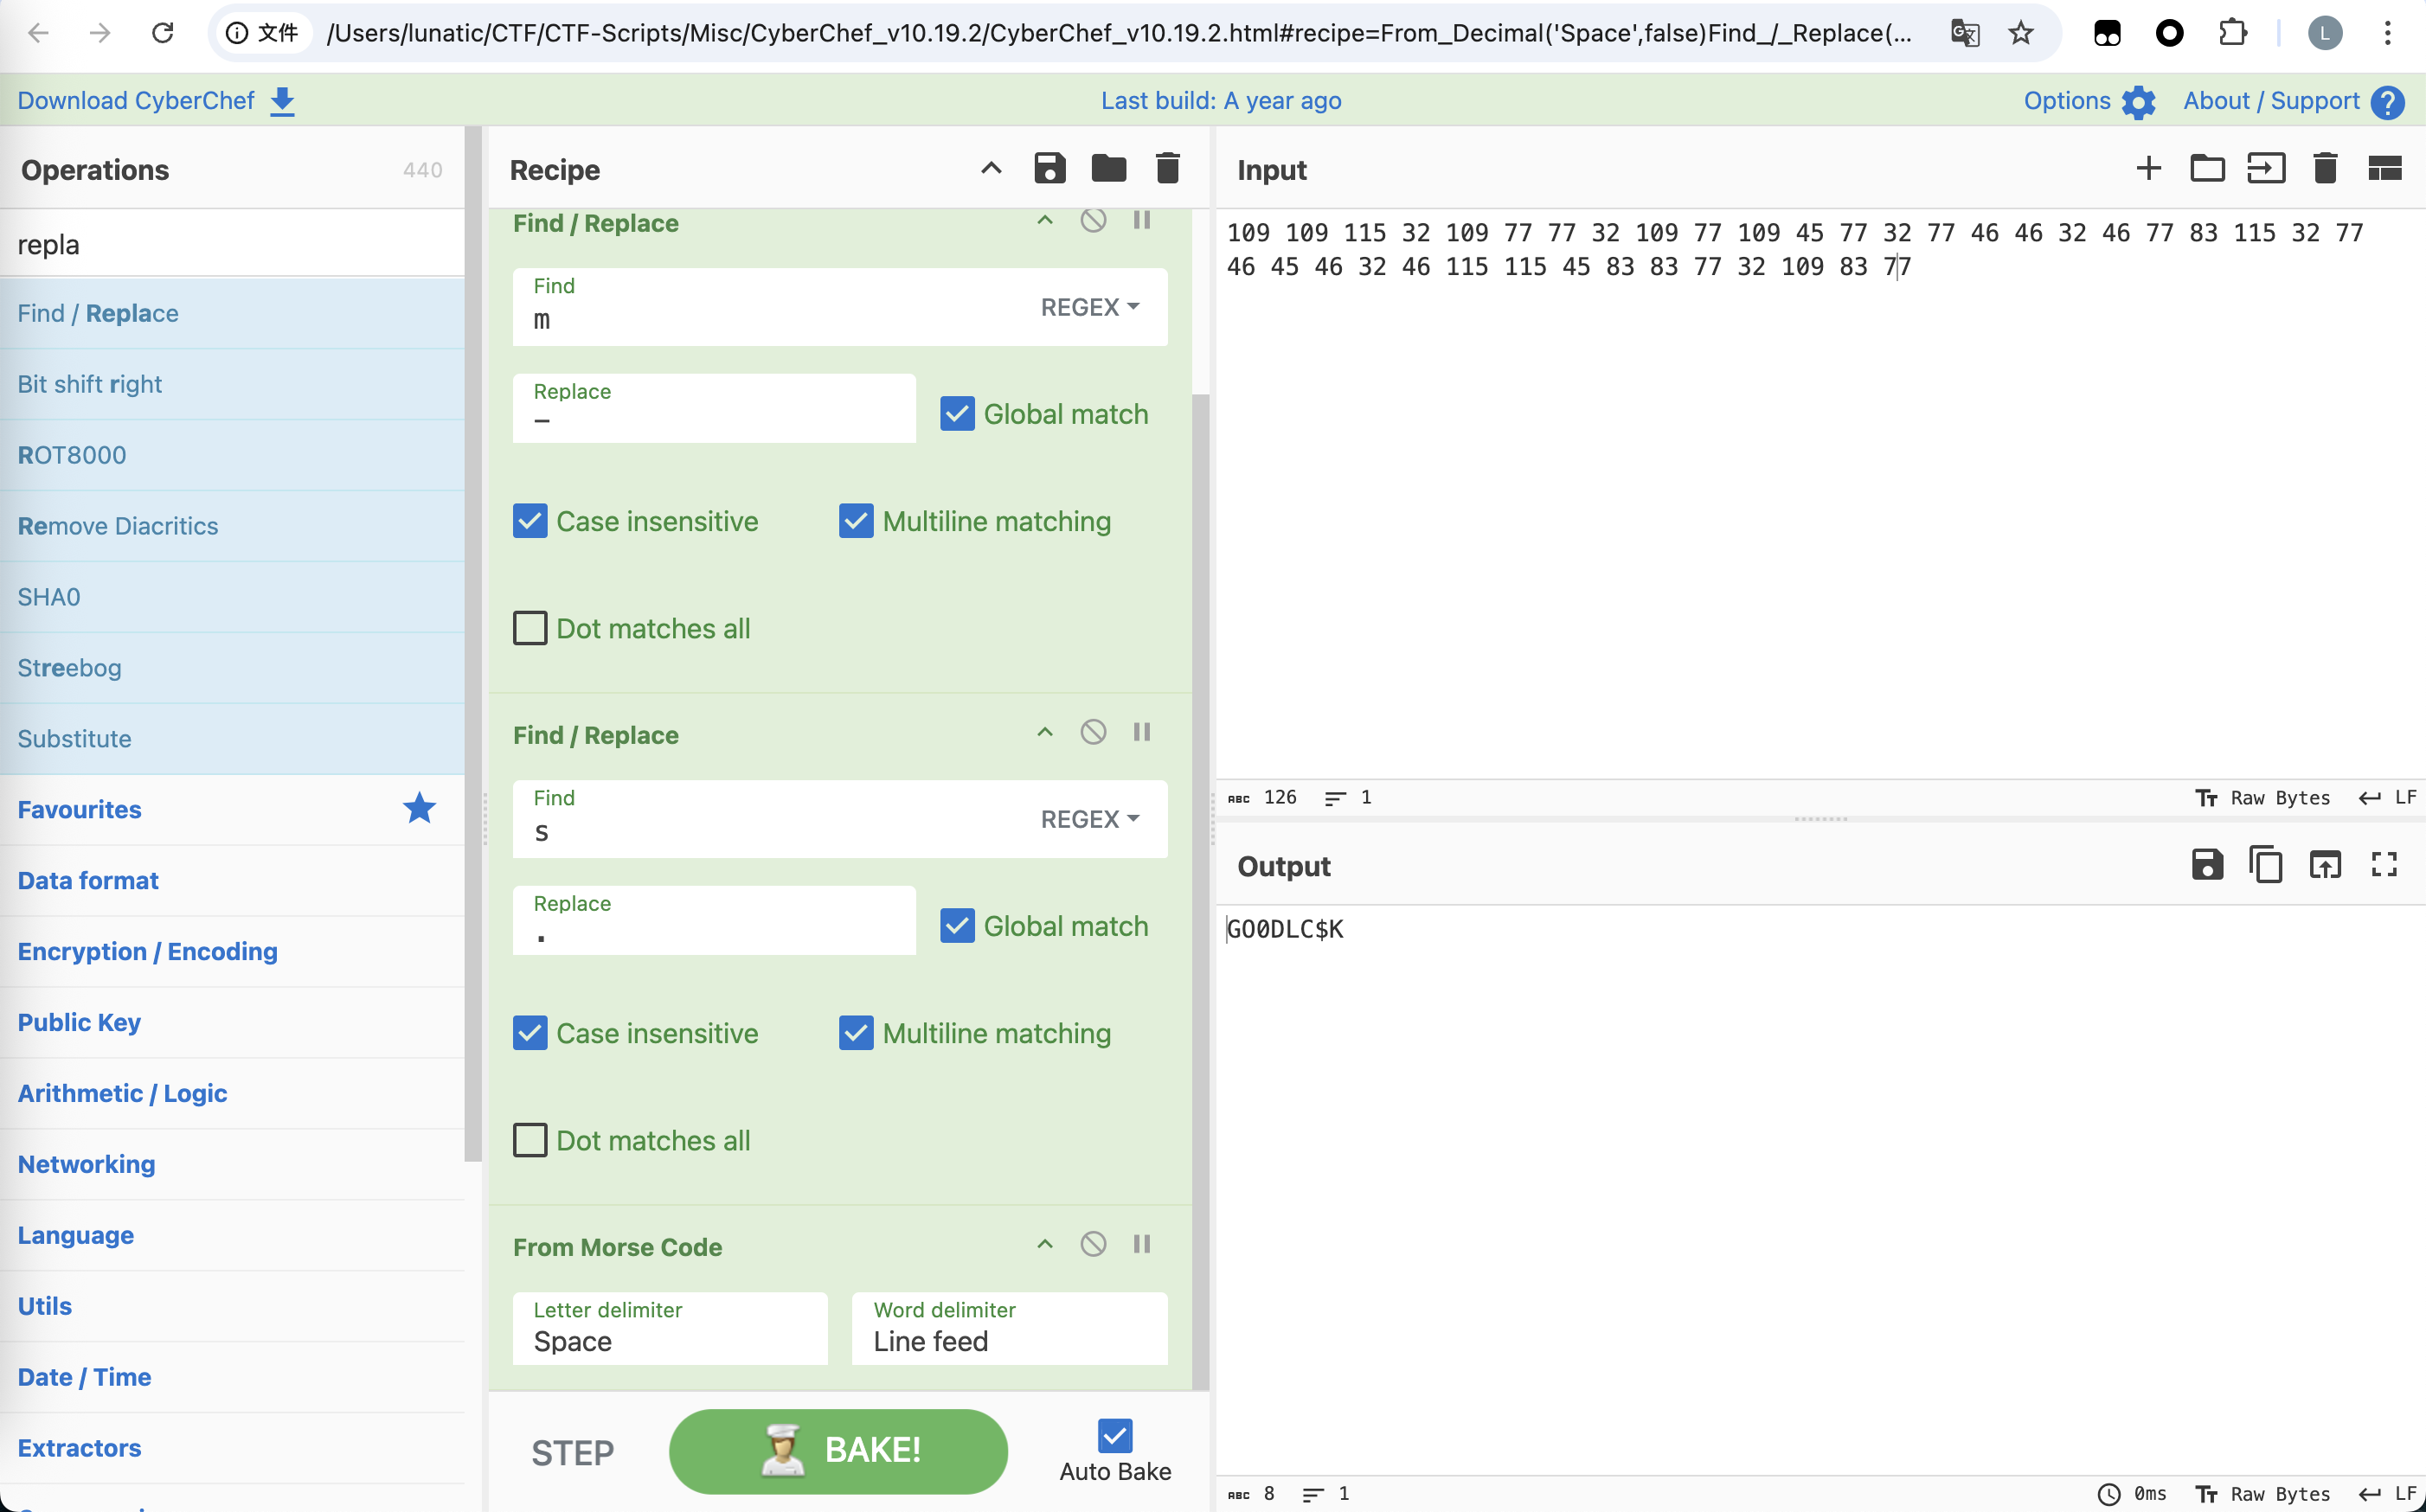 文件 /Users/lunatic/CTF/CTF-Scripts/Misc/CyberChef_v10.19.2/CyberChef_v10.19.2.html#recipe=From_Decimal('Space',false)Find_/_Replace(... L
Download CyberChef Last build: A year ago Options About / Support
Operations 440
repla
Find / Replace
Bit shift right
ROT8000
Remove Diacritics
SHA0
Streebog
Substitute
Favourites
Data format
Encryption / Encoding
Public Key
Arithmetic / Logic
Networking
Language
Utils
Date / Time
Extractors
Recipe
Find / Replace
Find
m REGEX
Replace
–
Global match
Case insensitive Multiline matching
Dot matches all
Find / Replace
Find
s REGEX
Replace
.
Global match
Case insensitive Multiline matching
Dot matches all
From Morse Code
Letter delimiter
Space
Word delimiter
Line feed
STEP BAKE! Auto Bake
Input
109 109 115 32 109 77 77 32 109 77 109 45 77 32 77 46 46 32 46 77 83 115 32 77
46 45 46 32 46 115 115 45 83 83 77 32 109 83 77
ABC 126 1 Tт Raw Bytes LF
Output
GO0DLC$K
ABC 8 1 0ms Tт Raw Bytes LF